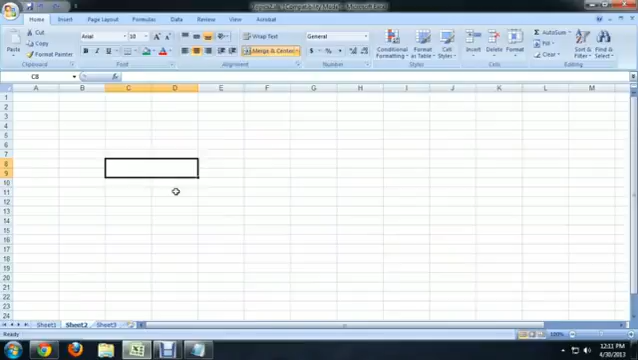 Home Insert Page Layout Formulas Data Review View Acrobat
Paste
Cut
Copy
Format Painter
Clipboard
Arial 10
B I U
Font
Wrap Text
Merge & Center
Alignment
General
$ % ,
Number
Conditional Formatting
Format as Table
Cell Styles
Styles
Insert
Delete
Format
Cells
AutoSum
Fill
Clear
Sort & Filter
Find & Select
Editing
C8
A B C D E F G H I J K L M
1
2
3
4
5
6
7
8
9
10
11
12
13
14
15
16
17
18
19
20
21
22
23
24
Sheet1 Sheet2 Sheet3
Ready
100%
12:11 PM